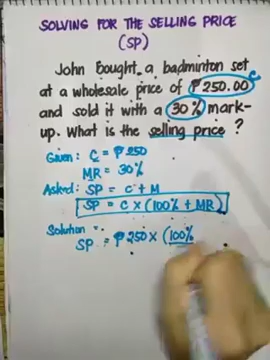 SOLVING FOR THE SELLING PRICE
(SP)
John bought a badminton set
at a wholesale price of ₱250.00 C
and sold it with a 30% mark-
up. What is the selling price ?
Given: C = ₱250
MR = 30%
Asked: SP = C + M
SP = C × (100% + MR)
Solution :
SP = ₱250 × (100%